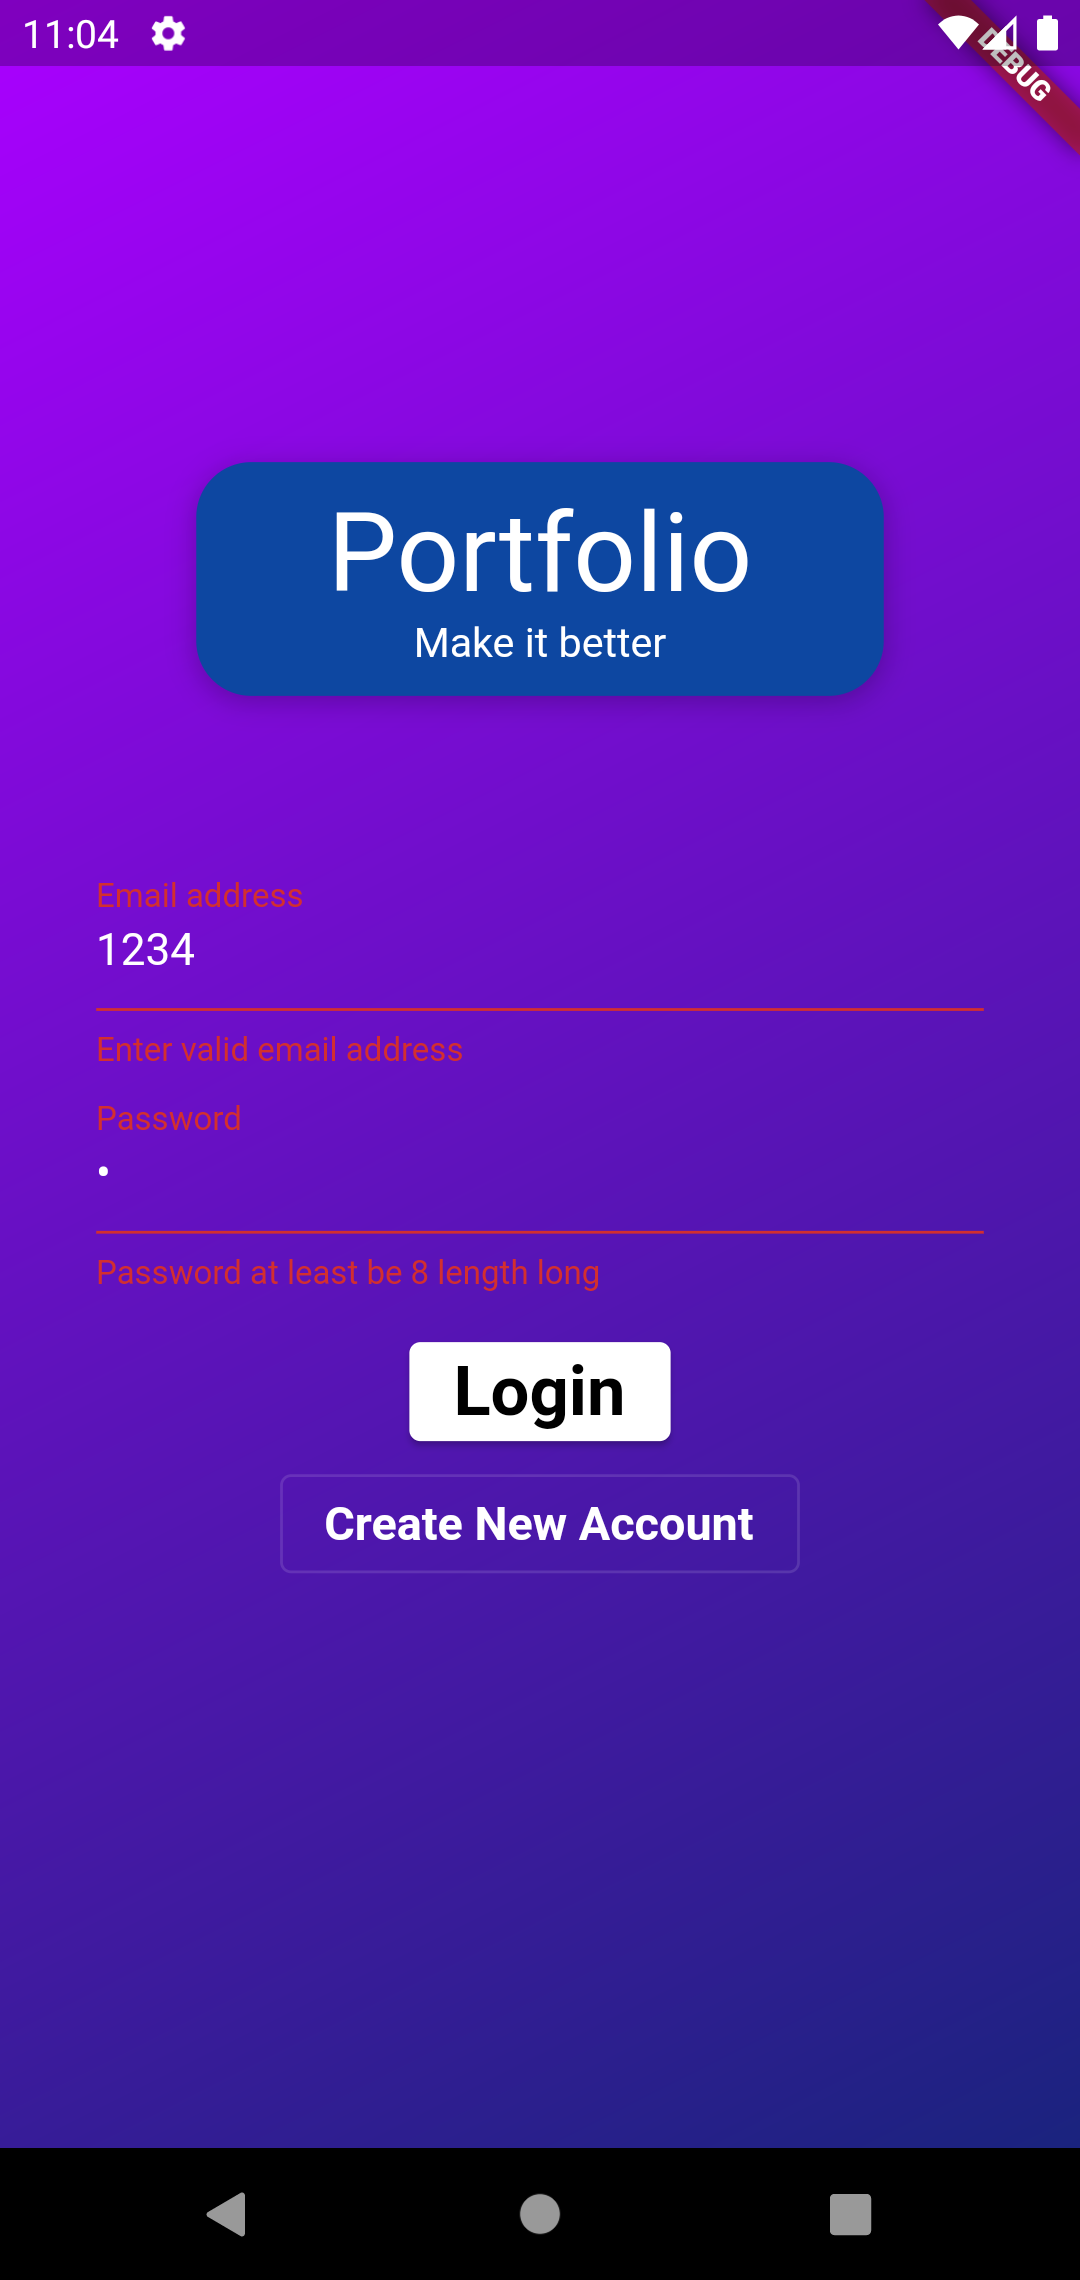 11:04
DEBUG
Portfolio
Make it better
Email address
1234
Enter valid email address
Password
•
Password at least be 8 length long
Login
Create New Account